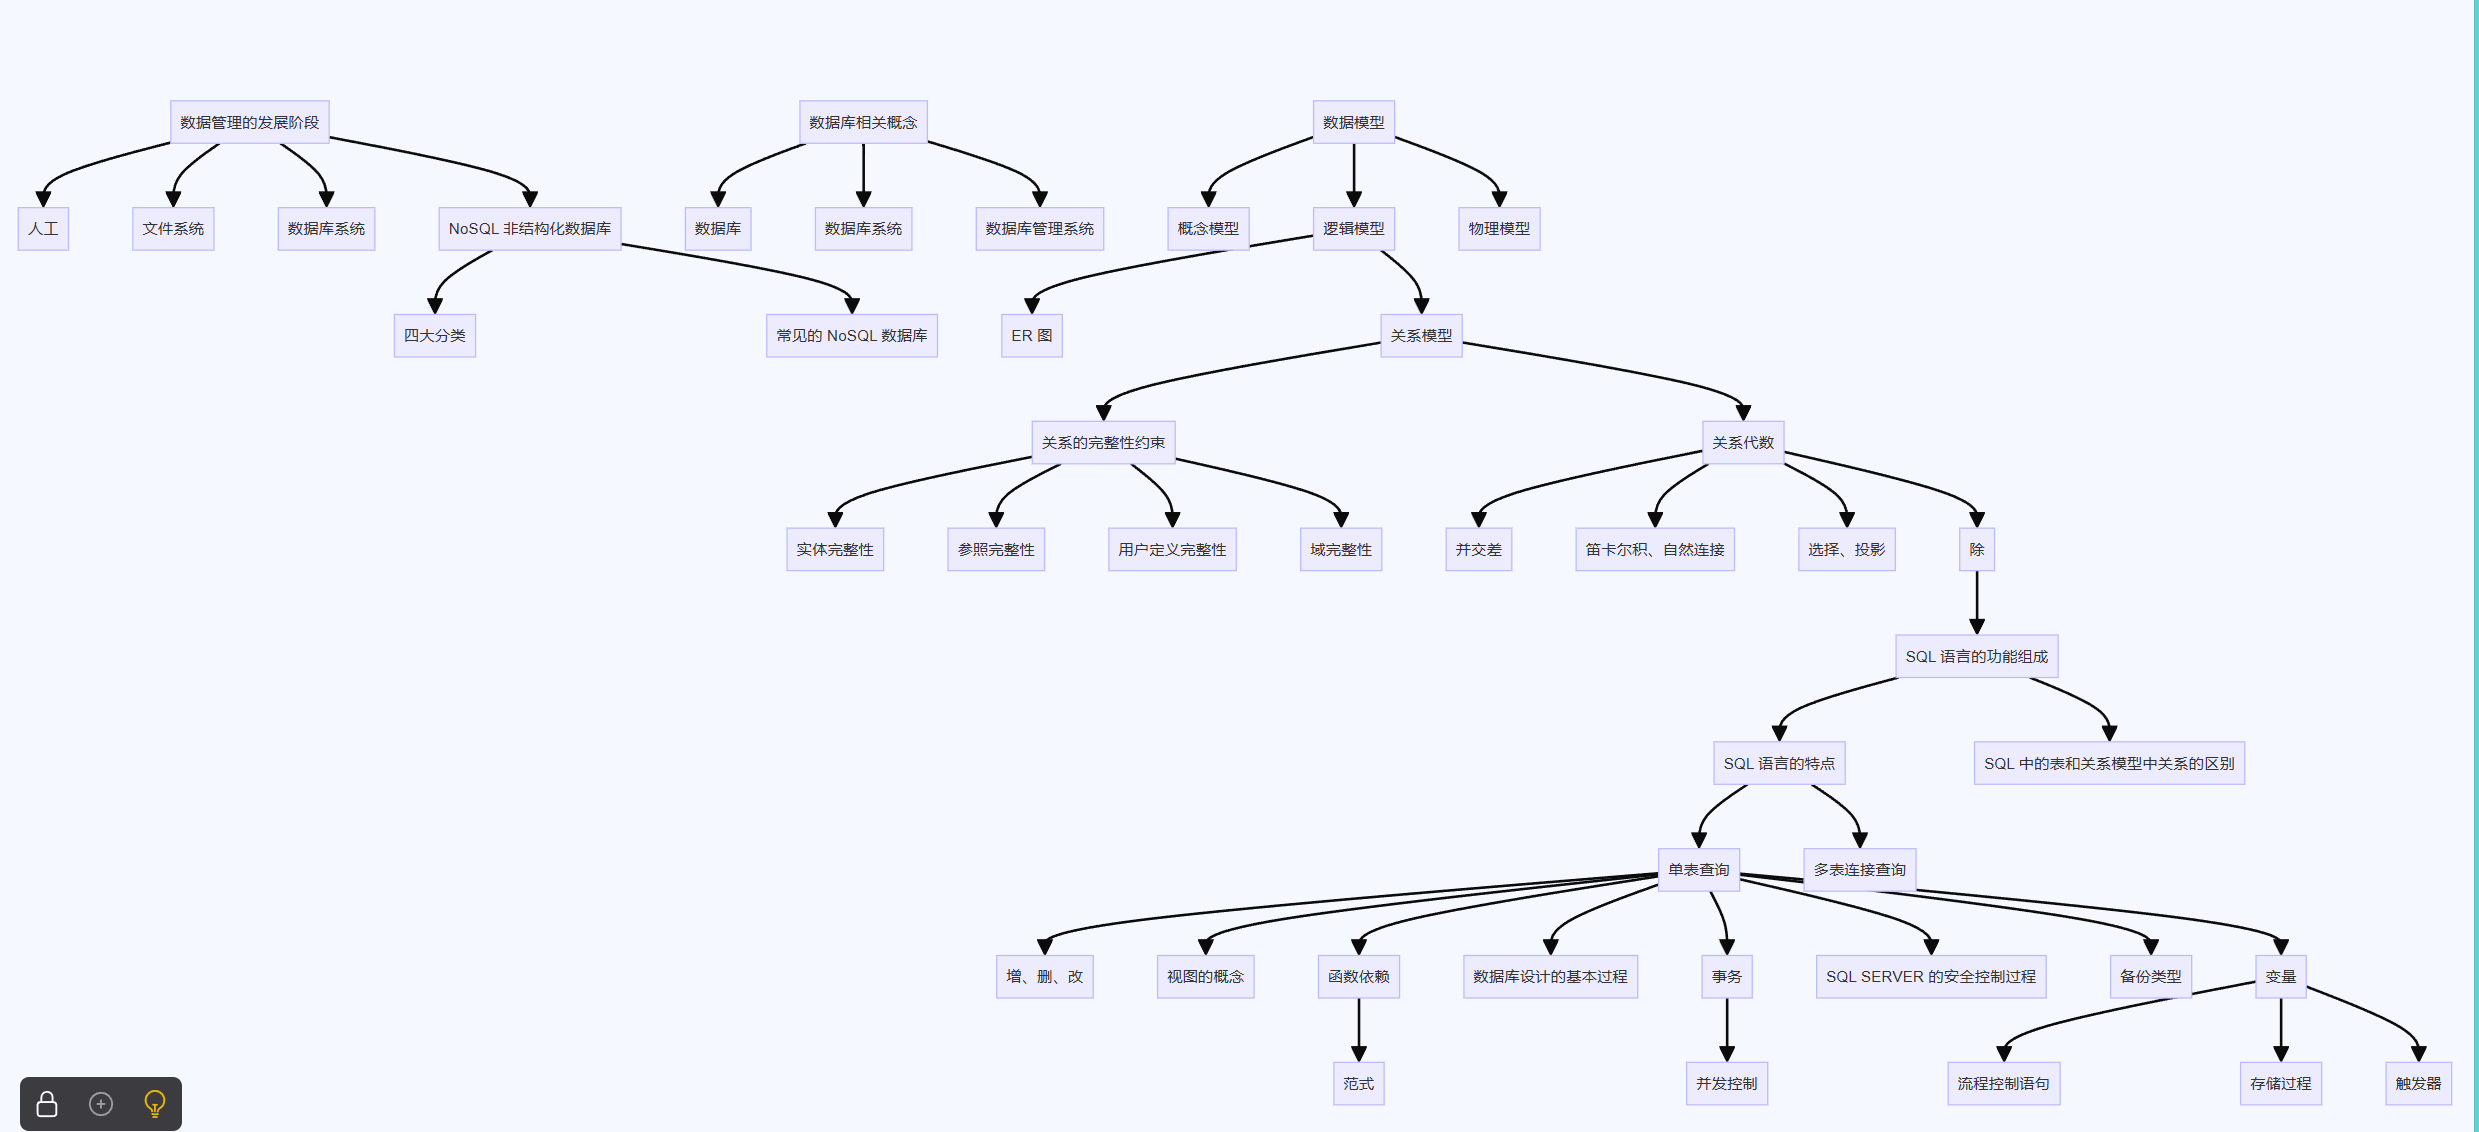 数据管理的发展阶段
数据库相关概念
数据模型
人工
文件系统
数据库系统
NoSQL 非结构化数据库
数据库
数据库系统
数据库管理系统
概念模型
逻辑模型
物理模型
四大分类
常见的 NoSQL 数据库
ER 图
关系模型
关系的完整性约束
关系代数
实体完整性
参照完整性
用户定义完整性
域完整性
并交差
笛卡尔积、自然连接
选择、投影
除
SQL 语言的功能组成
SQL 语言的特点
SQL 中的表和关系模型中关系的区别
单表查询
多表连接查询
增、删、改
视图的概念
函数依赖
数据库设计的基本过程
事务
SQL SERVER 的安全控制过程
备份类型
变量
范式
并发控制
流程控制语句
存储过程
触发器